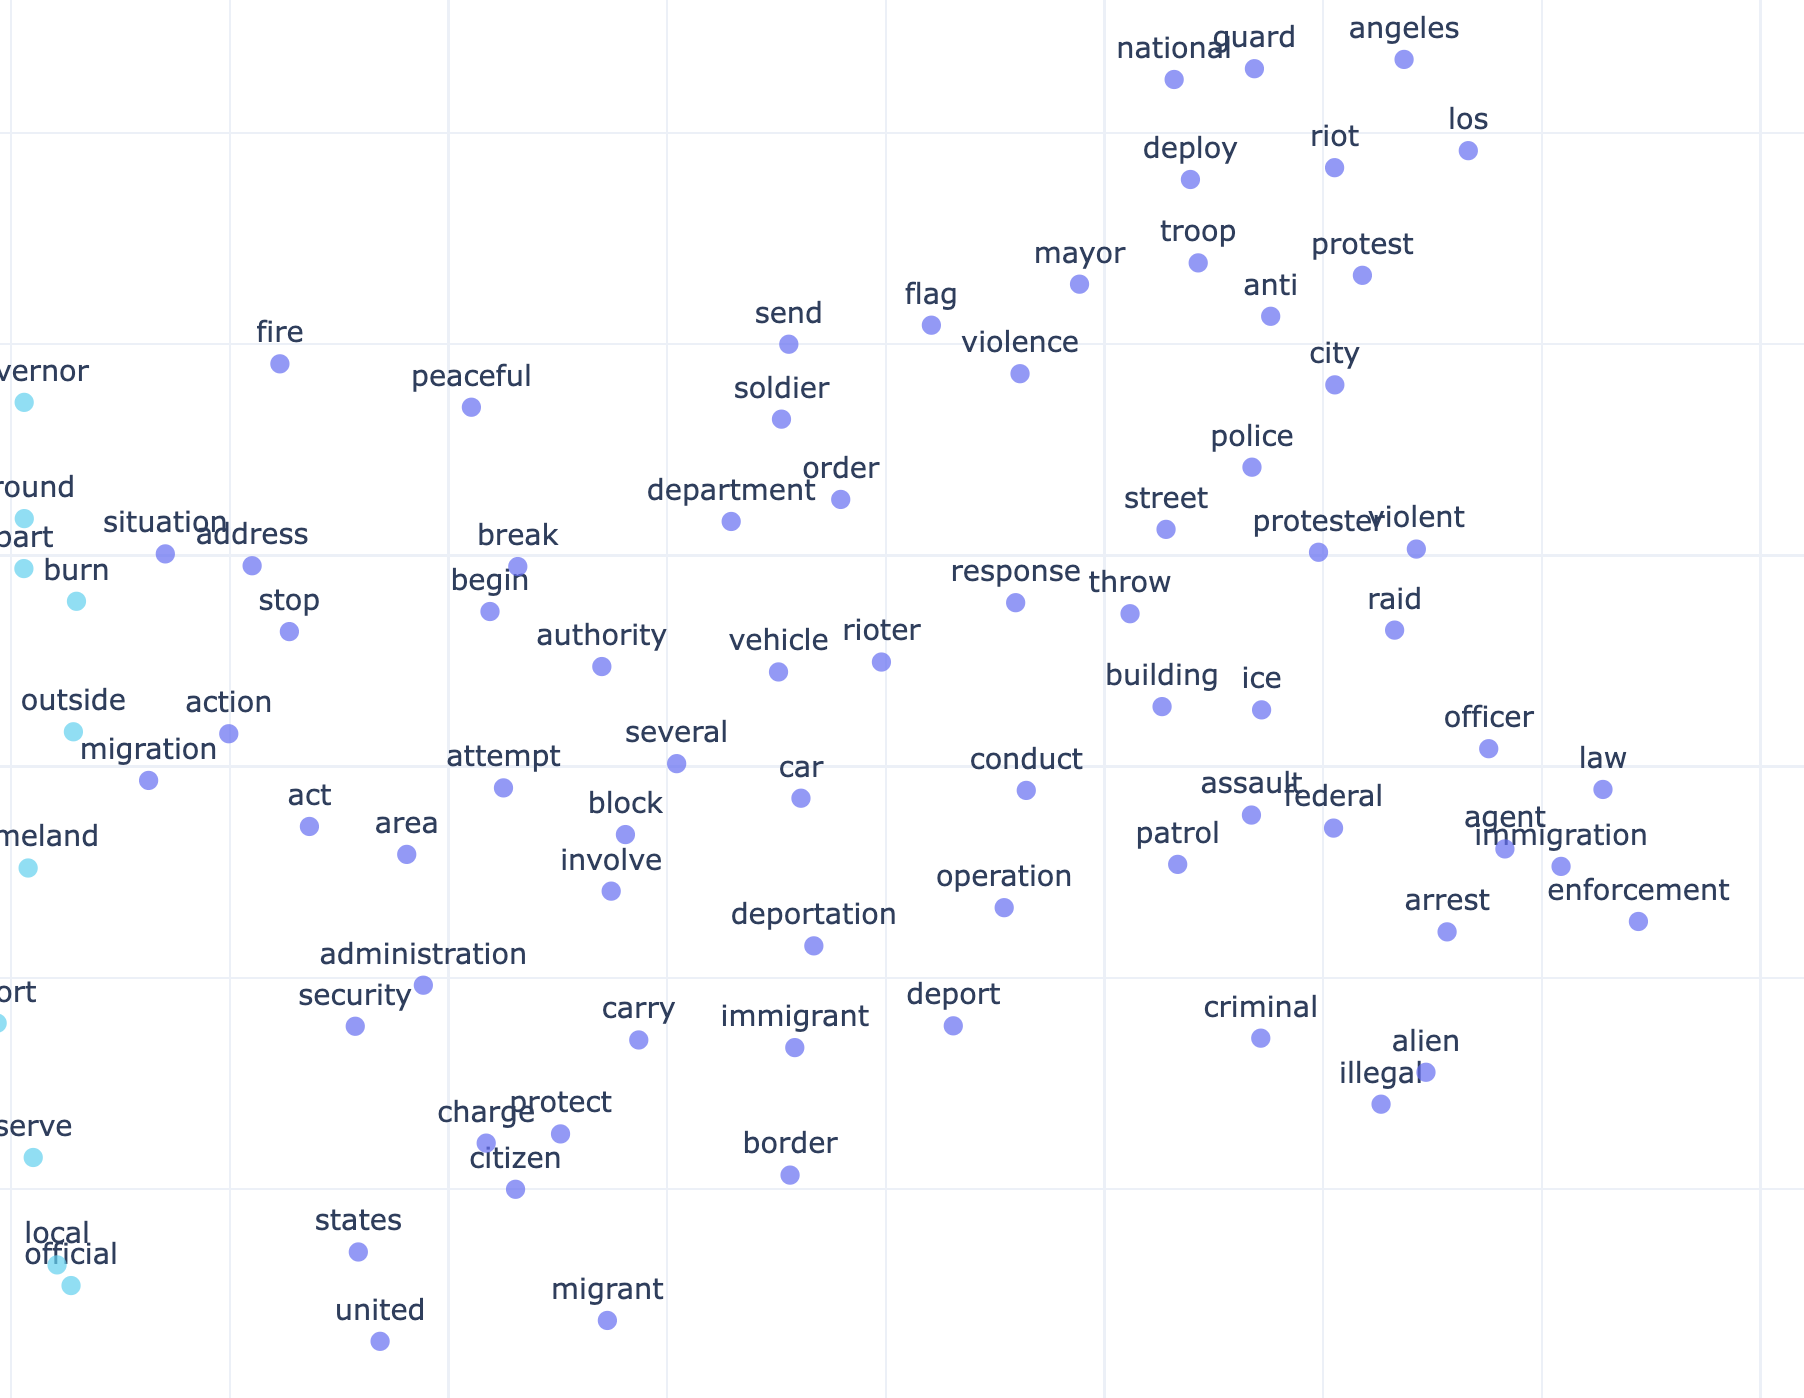 angeles
guard
national
los
riot
deploy
troop
protest
mayor
anti
flag
send
fire
violence
city
vernor
peaceful
soldier
police
order
round
department
street
situation
protester
violent
address
break
part
burn
response
begin
throw
stop
raid
rioter
authority
vehicle
building
ice
outside
action
officer
several
migration
attempt
law
conduct
car
assault
act
federal
block
agent
area
patrol
meland
immigration
involve
operation
enforcement
arrest
deportation
administration
ort
security
deport
criminal
carry
immigrant
alien
illegal
protect
charge
serve
border
citizen
states
local
official
migrant
united